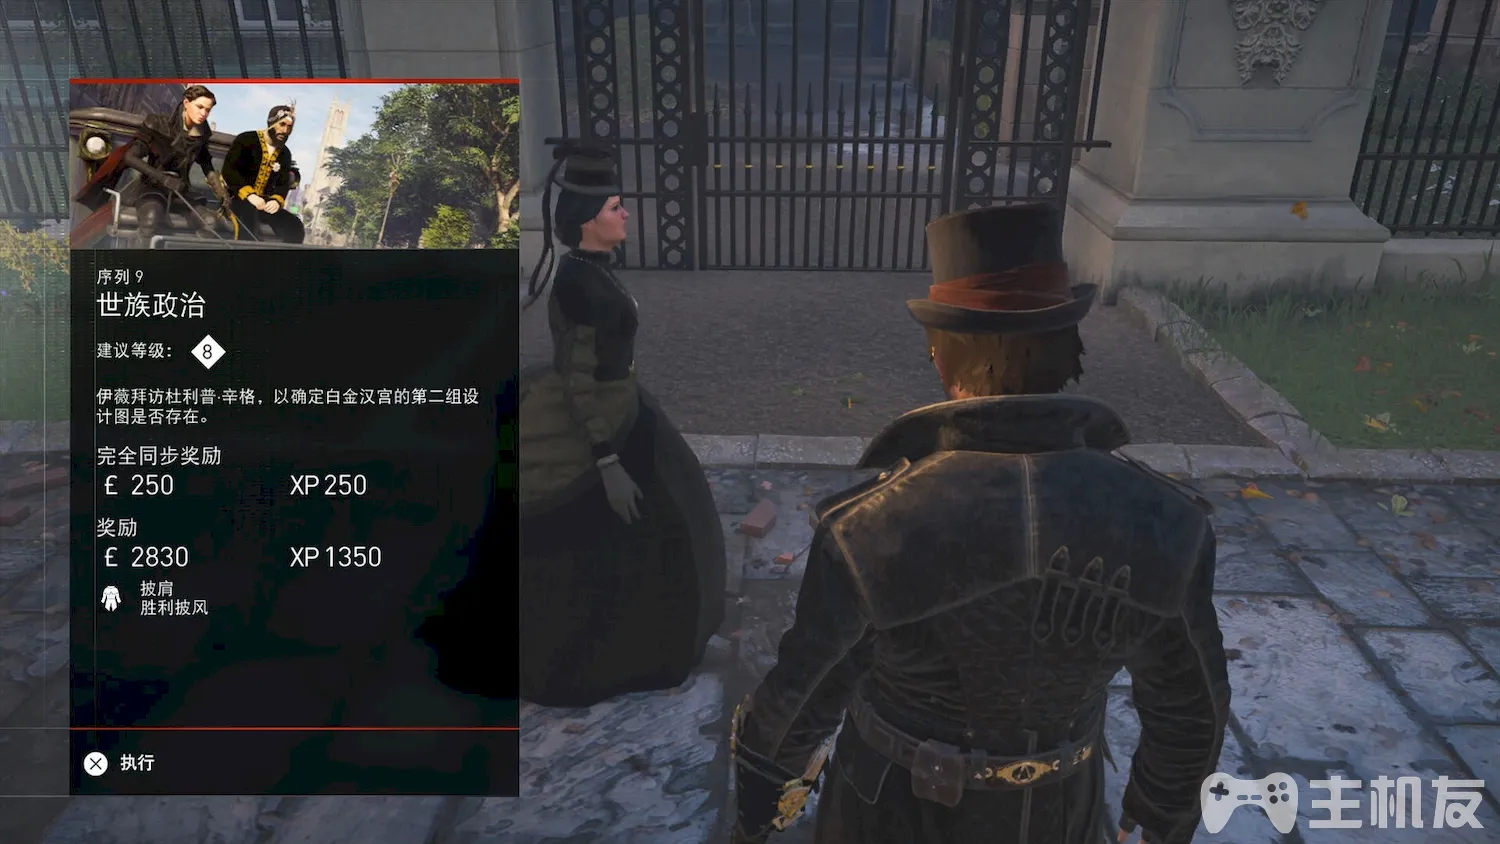 序列 9
世族政治
建议等级： 8
伊薇拜访杜利普·辛格，以确定白金汉宫的第二组设
计图是否存在。
完全同步奖励
£ 250 XP 250
奖励
£ 2830 XP 1350
披肩
胜利披风
执行
主机友